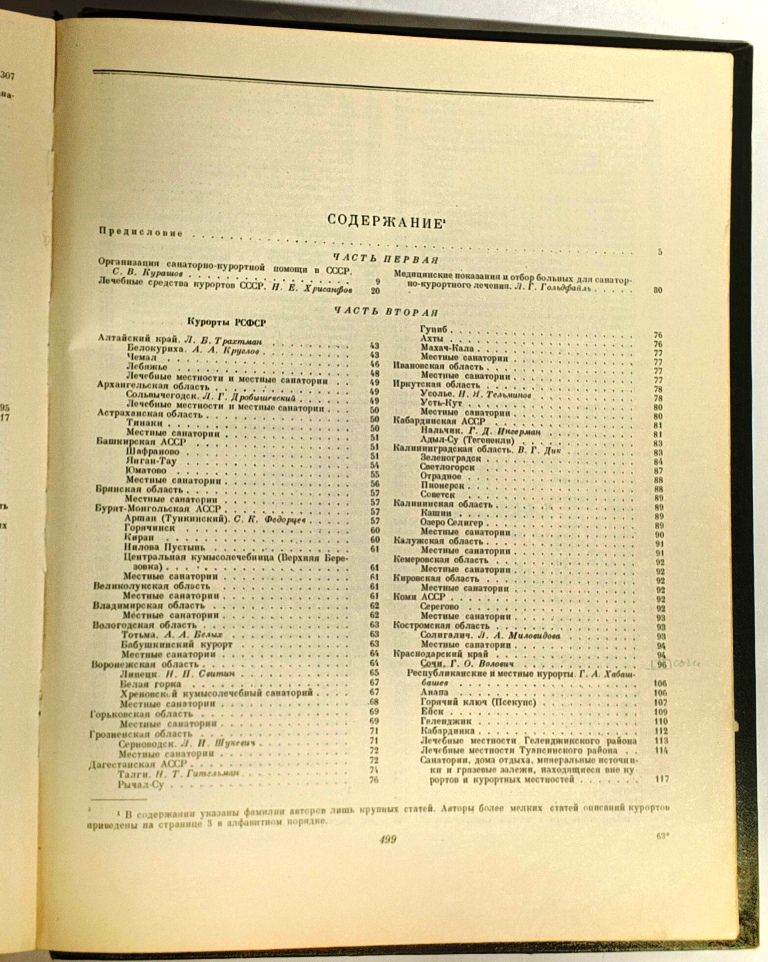 307
СОДЕРЖАНИЕ¹
Предисловие 5
ЧАСТЬ ПЕРВАЯ
Организация санаторно-курортной помощи в СССР.
С. В. Курашов 9
Лечебные средства курортов СССР. Н. Е. Хрисанфов 20
Медицинские показания и отбор больных для санатор-
но-курортного лечения. Л. Г. Гольдфайль 30
ЧАСТЬ ВТОРАЯ
Курорты РСФСР
Алтайский край. Л. Б. Трахтман 43
Белокуриха. А. А. Круглов 43
Чемал 46
Лебяжье 48
Лечебные местности и местные санатории 49
Архангельская область 49
Сольвычегодск. Л. Г. Дробышевский 49
Лечебные местности и местные санатории 50
Астраханская область 50
Тинаки 50
Местные санатории 51
Башкирская АССР 51
Шафраново 51
Янган-Тау 54
Юматово 55
Местные санатории 56
Брянская область 57
Местные санатории 57
Бурят-Монгольская АССР 57
Аршан (Тункинский). С. К. Федорцев 57
Горячинск 60
Киран 60
Нилова Пустынь 61
Центральная кумысолечебница (Верхняя Бере-
зовка) 61
Местные санатории 61
Великолукская область 61
Местные санатории 61
Владимирская область 62
Местные санатории 62
Вологодская область 63
Тотьма. А. А. Белых 63
Бабушкинский курорт 63
Местные санатории 64
Воронежская область 64
Липецк. Н. П. Свитин 65
Белая горка 67
Хреновской кумысолечебный санаторий 67
Местные санатории 68
Горьковская область 69
Местные санатории 69
Грозненская область 71
Серноводск. Л. И. Шукевич 71
Местные санатории 72
Дагестанская АССР 72
Талги. Н. Т. Гительман 74
Рычал-Су 76
Гуниб 76
Ахты 76
Махач-Кала 77
Местные санатории 77
Ивановская область 77
Местные санатории 77
Иркутская область 78
Усолье. Н. И. Тельминов 78
Усть-Кут 80
Местные санатории 80
Кабардинская АССР 81
Нальчик. Г. Д. Ингерман 81
Адыл-Су (Тегенекли) 83
Калининградская область. В. Г. Дик 83
Зеленоградск 84
Светлогорск 87
Отрадное 88
Пионерск 88
Советск 89
Калининская область 89
Кашин 89
Озеро Селигер 89
Местные санатории 90
Калужская область 91
Местные санатории 91
Кемеровская область 92
Местные санатории 92
Кировская область 92
Местные санатории 92
Коми АССР 92
Серегово 92
Местные санатории 93
Костромская область 93
Солигалич. Л. А. Миловидова 93
Местные санатории 94
Краснодарский край 94
Сочи. Г. О. Волович 96
Республиканские и местные курорты. Г. А. Хабаш-
башев 106
Анапа 106
Горячий ключ (Псекупс) 107
Ейск 109
Геленджик 110
Кабардинка 112
Лечебные местности Геленджикского района 113
Лечебные местности Туапсинского района 114
Санатории, дома отдыха, минеральные источни-
ки и грязевые залежи, находящиеся вне ку-
рортов и курортных местностей 117
¹ В содержании указаны фамилии авторов лишь крупных статей. Авторы более мелких статей описаний курортов
приведены на странице 3 в алфавитном порядке.
499
63*
95
17